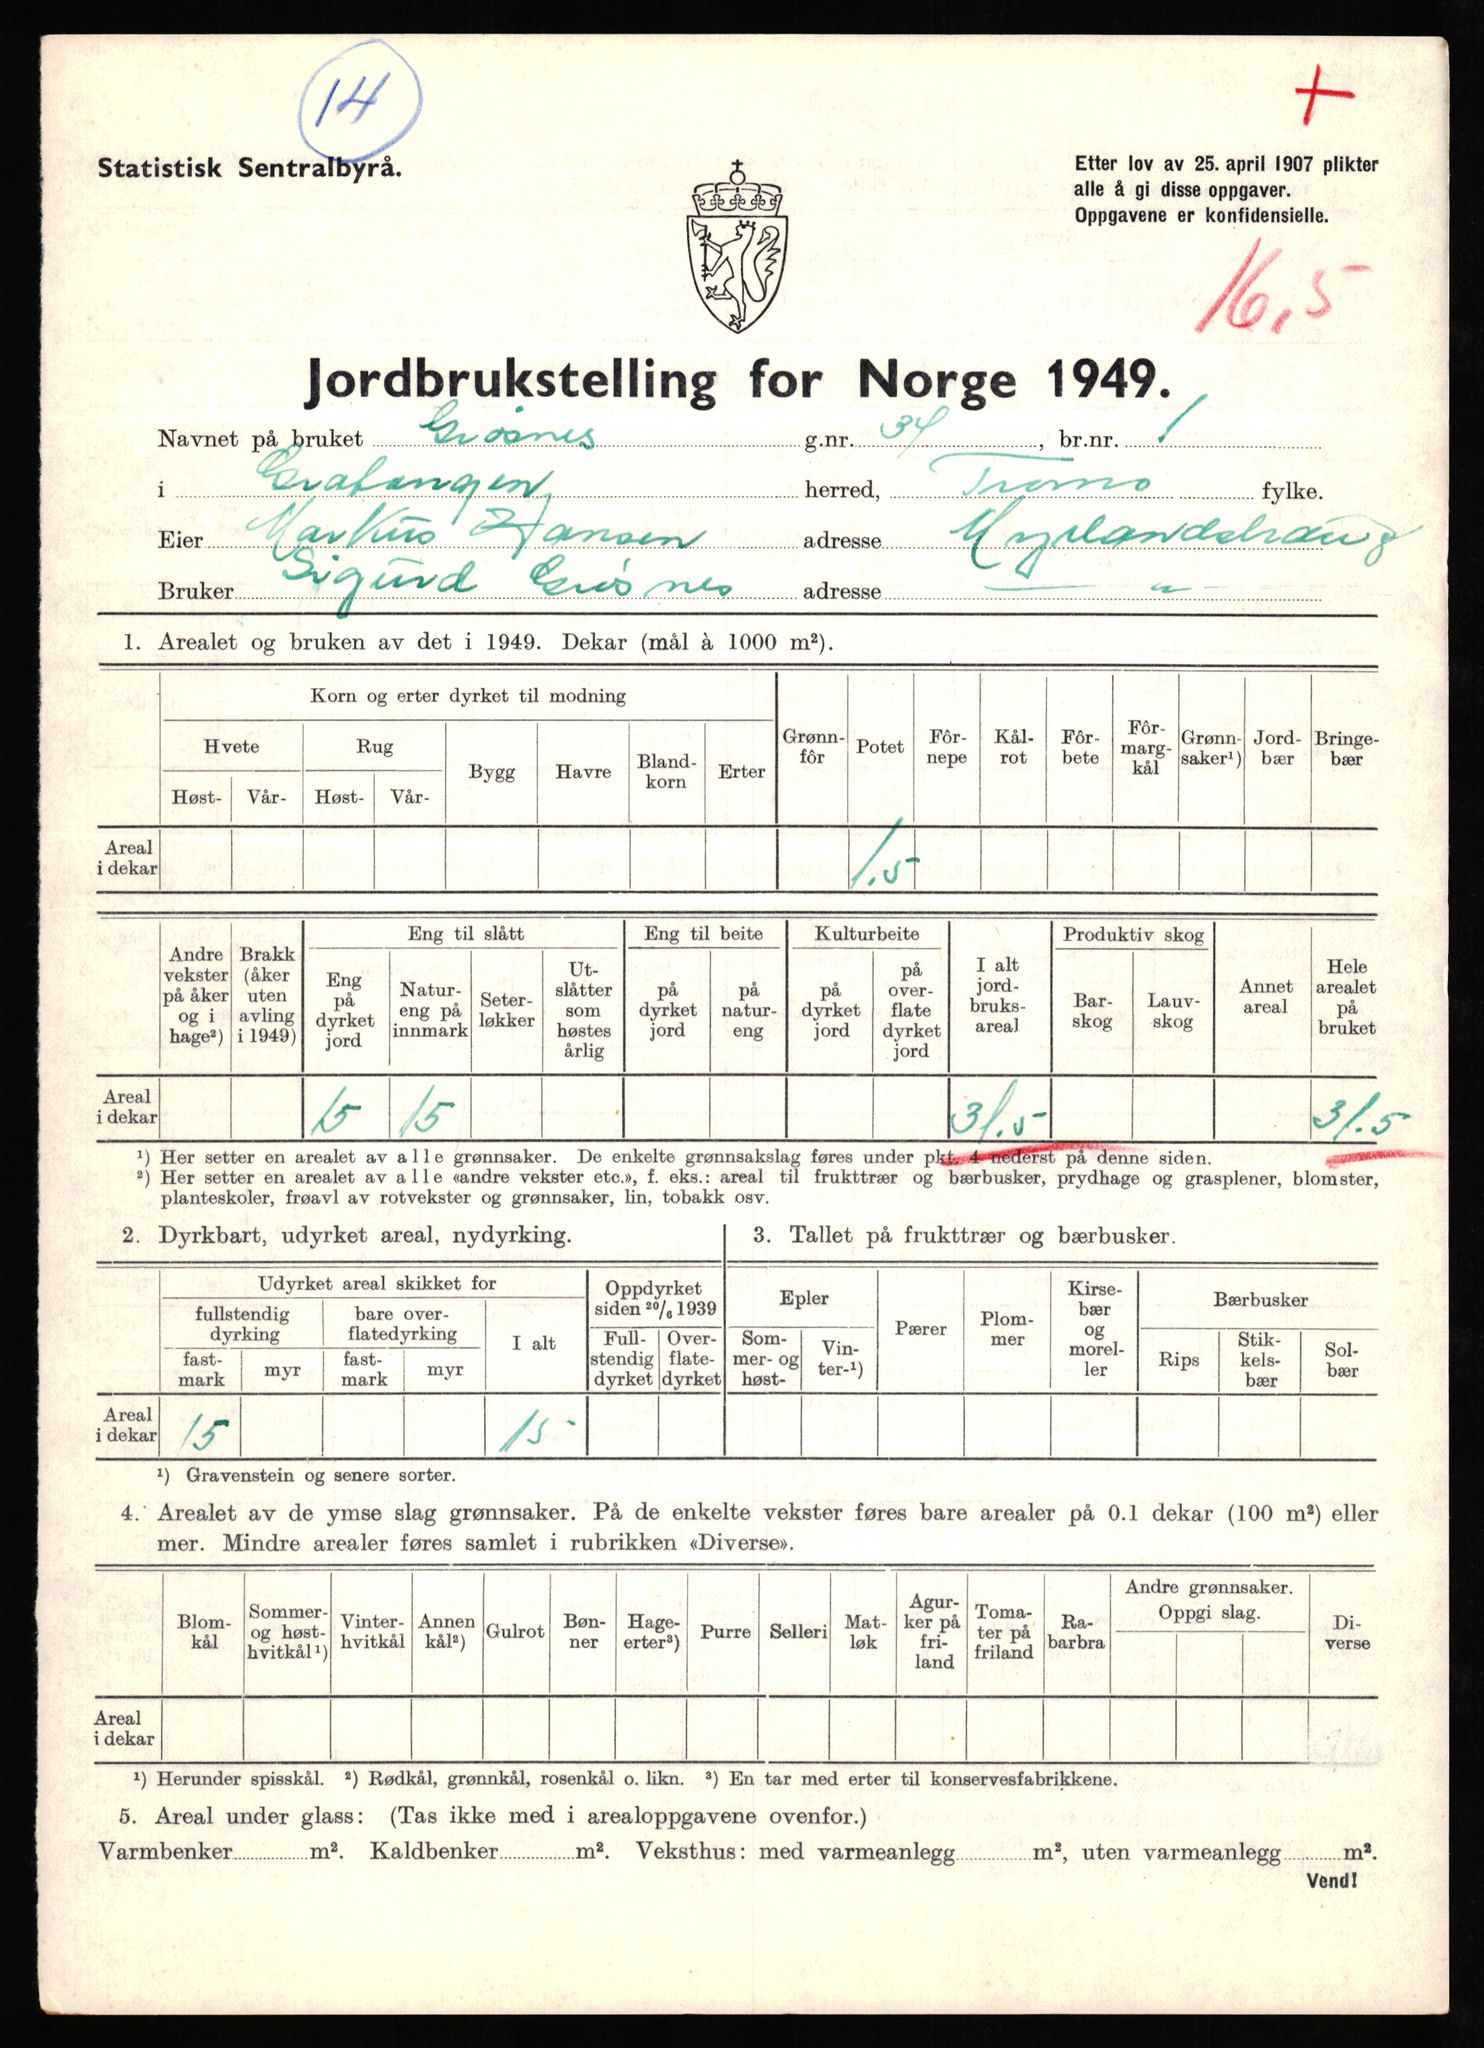 14
+
Statistisk Sentralbyrå.
Etter lov av 25. april 1907 plikter
alle å gi disse oppgaver.
Oppgavene er konfidensielle.
16,5
Jordbrukstelling for Norge 1949.
Navnet på bruket Grøsnes g.nr. 34, br.nr. 1
i Gratangen herred, Troms fylke.
Eier Markus Hansen adresse Myrlandshaug
Bruker Sigurd Grøsnes adresse — " —
1. Arealet og bruken av det i 1949. Dekar (mål à 1000 m²).
Korn og erter dyrket til modning
Hvete Rug Bygg Havre Bland-korn Erter Grønn-fôr Potet Fôr-nepe Kål-rot Fôr-bete Fôr-marg-kål Grønn-saker¹) Jord-bær Bringe-bær
Høst- Vår- Høst- Vår-
Areal i dekar 1.5
Andre vekster på åker og i hage²) Brakk (åker uten avling i 1949) Eng til slått Eng til beite Kulturbeite I alt jord-bruks-areal Produktiv skog Annet areal Hele arealet på bruket
Eng på dyrket jord Natur-eng på innmark Seter-løkker Ut-slåtter som høstes årlig på dyrket jord på natur-eng på dyrket jord på over-flate dyrket jord Bar-skog Lauv-skog
Areal i dekar 15 15 31.5 31.5
¹) Her setter en arealet av alle grønnsaker. De enkelte grønnsakslag føres under pkt. 4 nederst på denne siden.
²) Her setter en arealet av alle «andre vekster etc.», f. eks.: areal til frukttrær og bærbusker, prydhage og grasplener, blomster,
planteskoler, frøavl av rotvekster og grønnsaker, lin, tobakk osv.
2. Dyrkbart, udyrket areal, nydyrking.
Udyrket areal skikket for Oppdyrket siden 20/6 1939
fullstendig dyrking bare over-flatedyrking I alt Full-stendig dyrket Over-flate-dyrket
fast-mark myr fast-mark myr
Areal i dekar 15 15
3. Tallet på frukttrær og bærbusker.
Epler Pærer Plom-mer Kirse-bær og morel-ler Bærbusker
Som-mer- og høst- Vin-ter-¹) Rips Stik-kels-bær Sol-bær
¹) Gravenstein og senere sorter.
4. Arealet av de ymse slag grønnsaker. På de enkelte vekster føres bare arealer på 0.1 dekar (100 m²) eller
mer. Mindre arealer føres samlet i rubrikken «Diverse».
Blom-kål Sommer- og høst-hvitkål¹) Vinter-hvitkål Annen kål²) Gulrot Bøn-ner Hage-erter³) Purre Selleri Mat-løk Agur-ker på fri-land Toma-ter på friland Ra-barbra Andre grønnsaker. Oppgi slag. Di-verse
Areal i dekar
¹) Herunder spisskål. ²) Rødkål, grønnkål, rosenkål o. likn. ³) En tar med erter til konservesfabrikkene.
5. Areal under glass: (Tas ikke med i arealoppgavene ovenfor.)
Varmbenker m². Kaldbenker m². Veksthus: med varmeanlegg m², uten varmeanlegg m².
Vend!